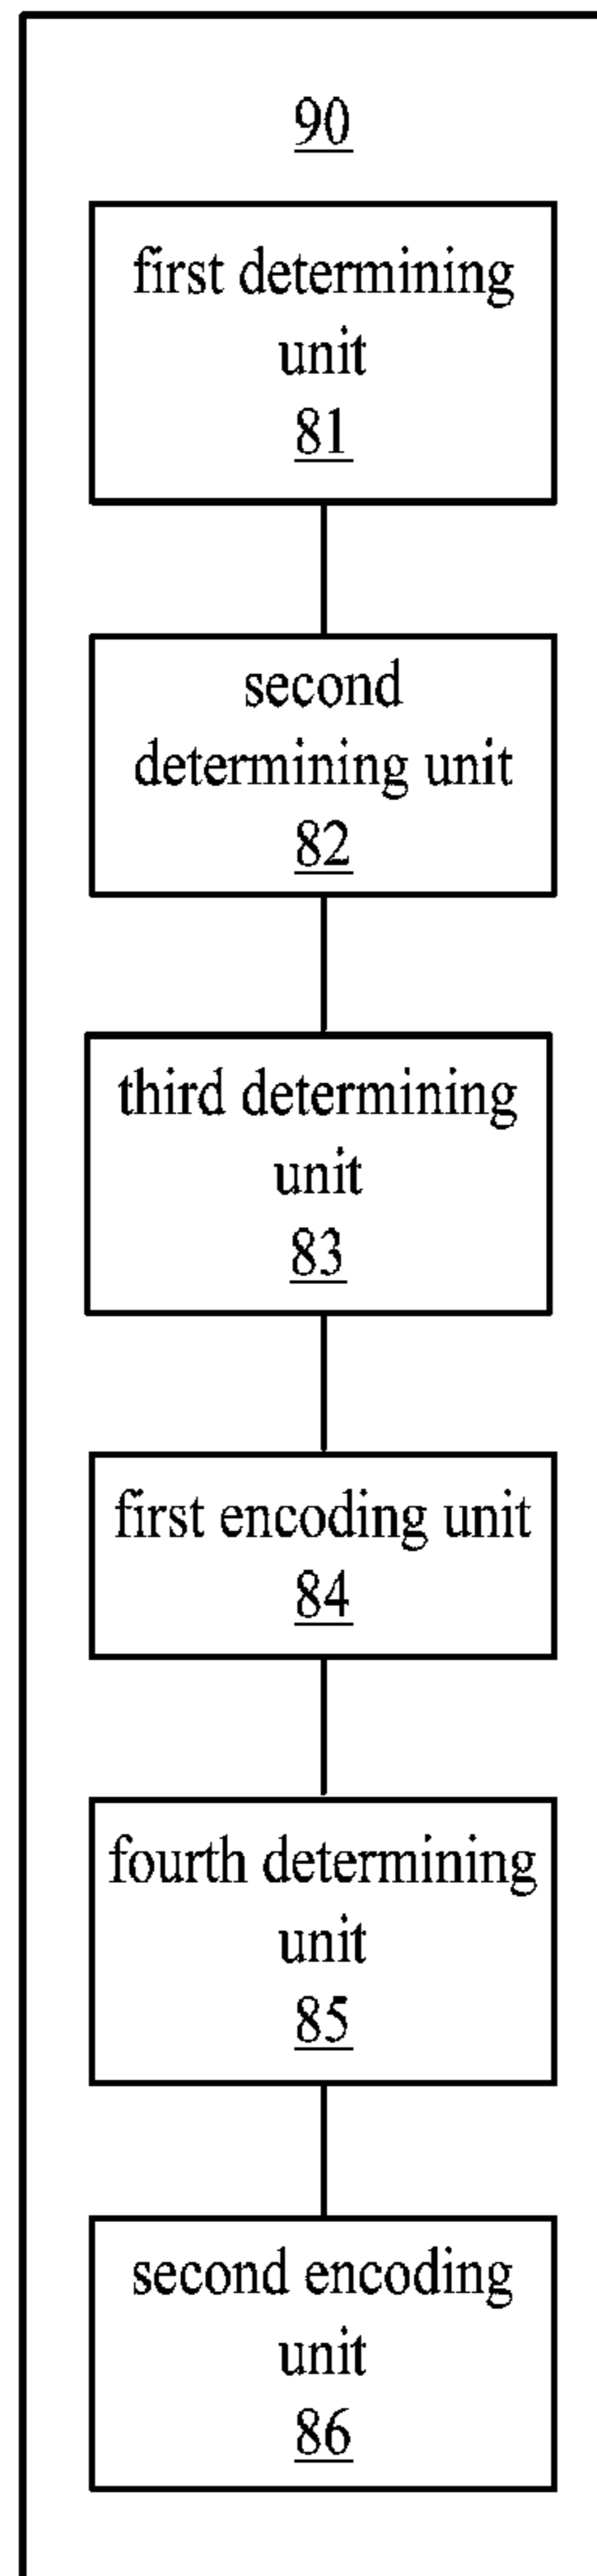 90
first determining
unit
81
second
determining unit
82
third determining
unit
83
first encoding unit
84
fourth determining
unit
85
second encoding
unit
86